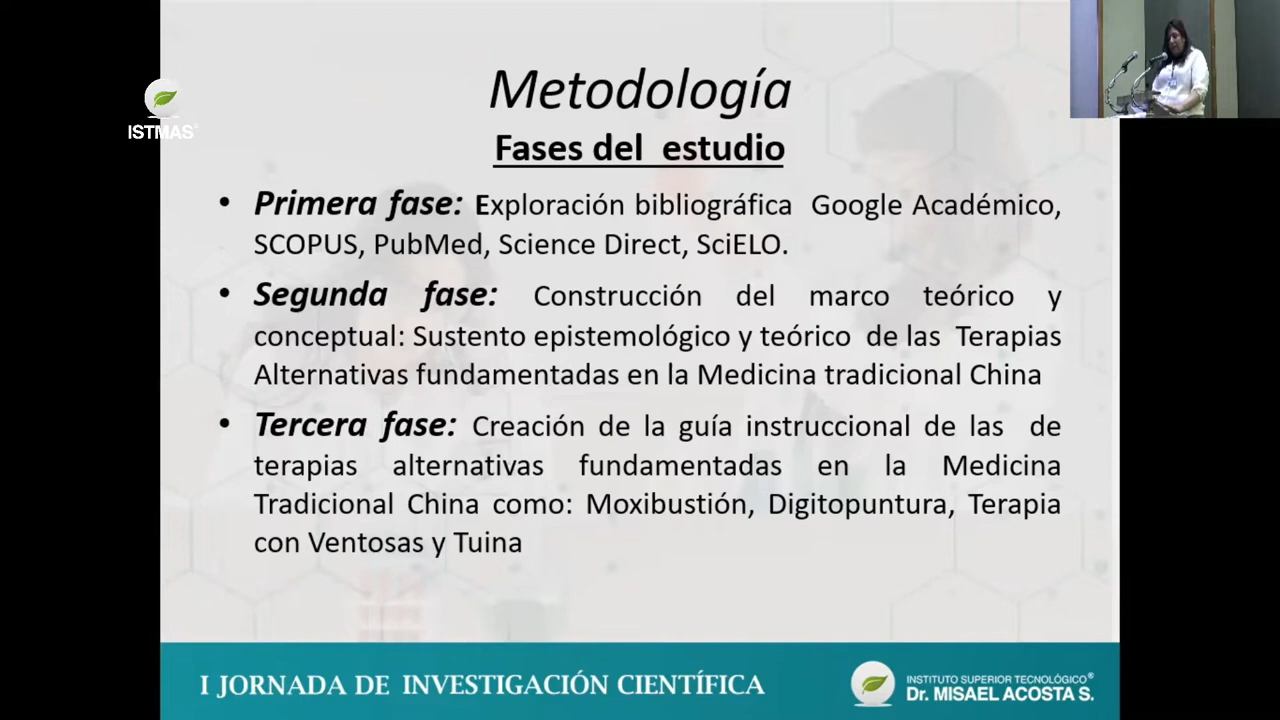 ISTMAS®
Metodología
Fases del estudio
• Primera fase: Exploración bibliográfica Google Académico,
SCOPUS, PubMed, Science Direct, SciELO.
• Segunda fase: Construcción del marco teórico y
conceptual: Sustento epistemológico y teórico de las Terapias
Alternativas fundamentadas en la Medicina tradicional China
• Tercera fase: Creación de la guía instruccional de las de
terapias alternativas fundamentadas en la Medicina
Tradicional China como: Moxibustión, Digitopuntura, Terapia
con Ventosas y Tuina
I JORNADA DE INVESTIGACIÓN CIENTÍFICA
INSTITUTO SUPERIOR TECNOLÓGICO®
Dr. MISAEL ACOSTA S.